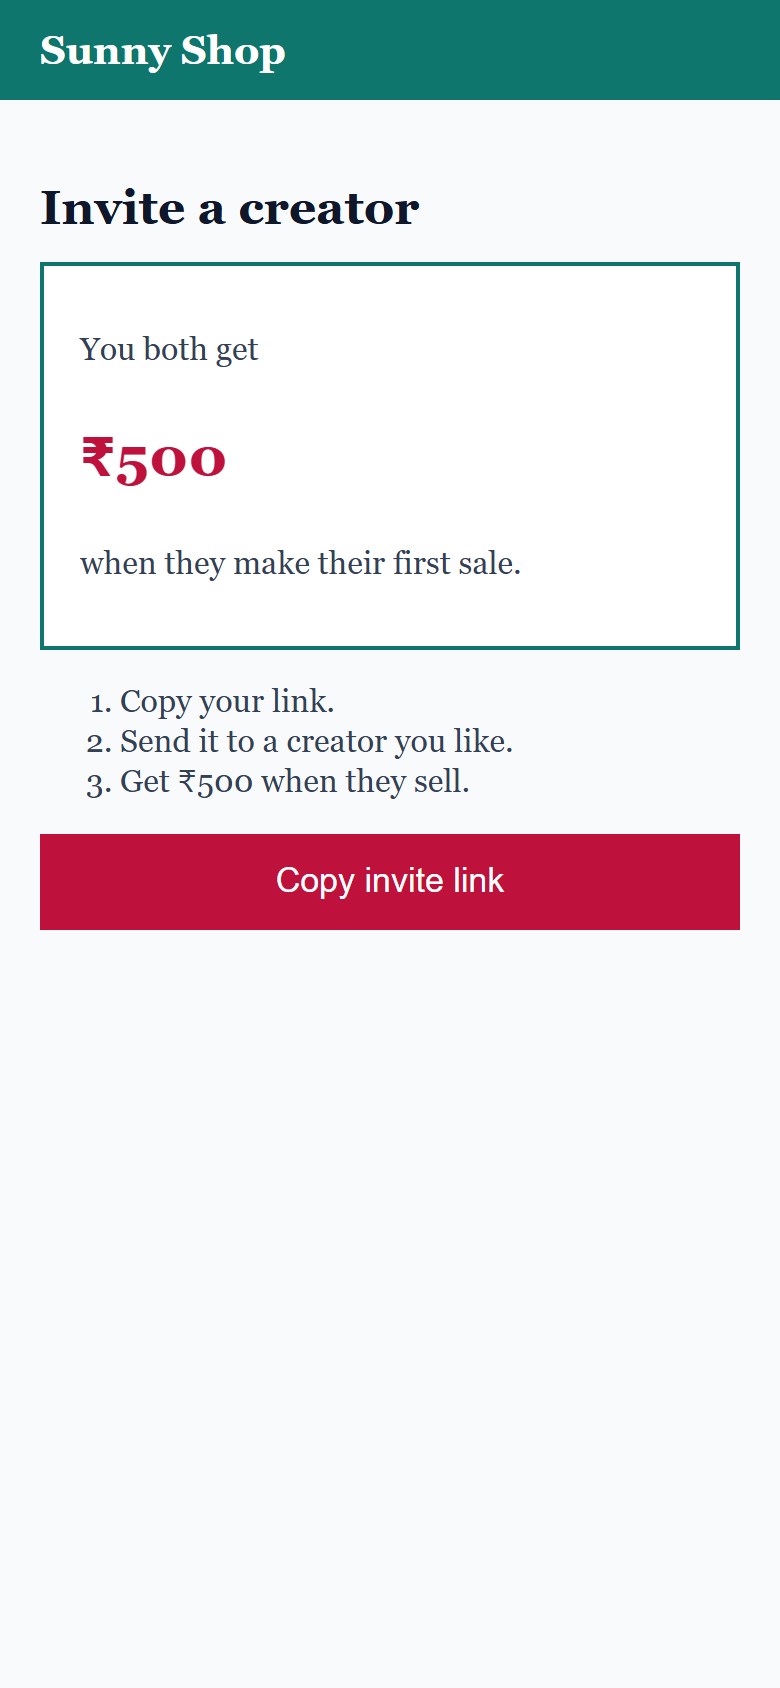 Sunny Shop
Invite a creator
You both get
₹500
when they make their first sale.
1. Copy your link.
2. Send it to a creator you like.
3. Get ₹500 when they sell.
Copy invite link